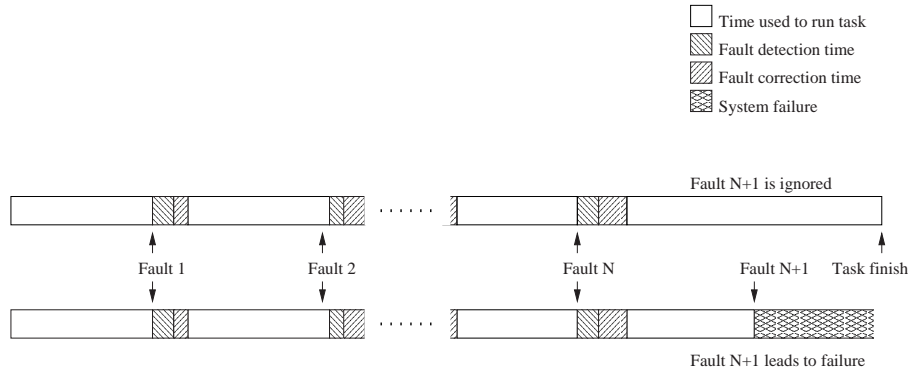 Time used to run task
Fault detection time
Fault correction time
System failure
Fault N+1 is ignored
Fault 1
Fault 2
Fault N
Fault N+1
Task finish
Fault N+1 leads to failure